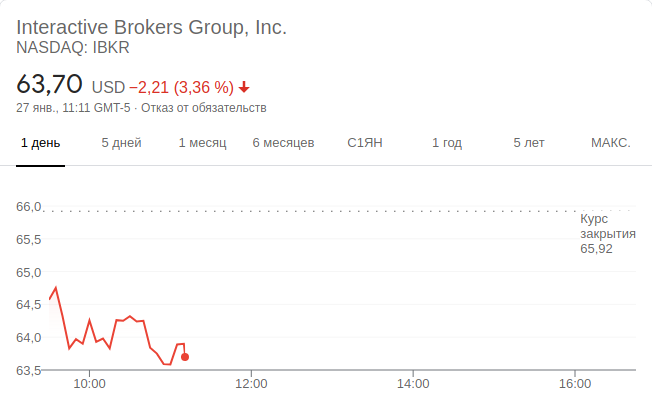 Interactive Brokers Group, Inc.
NASDAQ: IBKR
63,70 USD −2,21 (3,36 %)
27 янв., 11:11 GMT-5 · Отказ от обязательств
1 день 5 дней 1 месяц 6 месяцев С1ЯН 1 год 5 лет МАКС.
66,0
Курс
закрытия
65,92
65,5
65,0
64,5
64,0
63,5
10:00 12:00 14:00 16:00